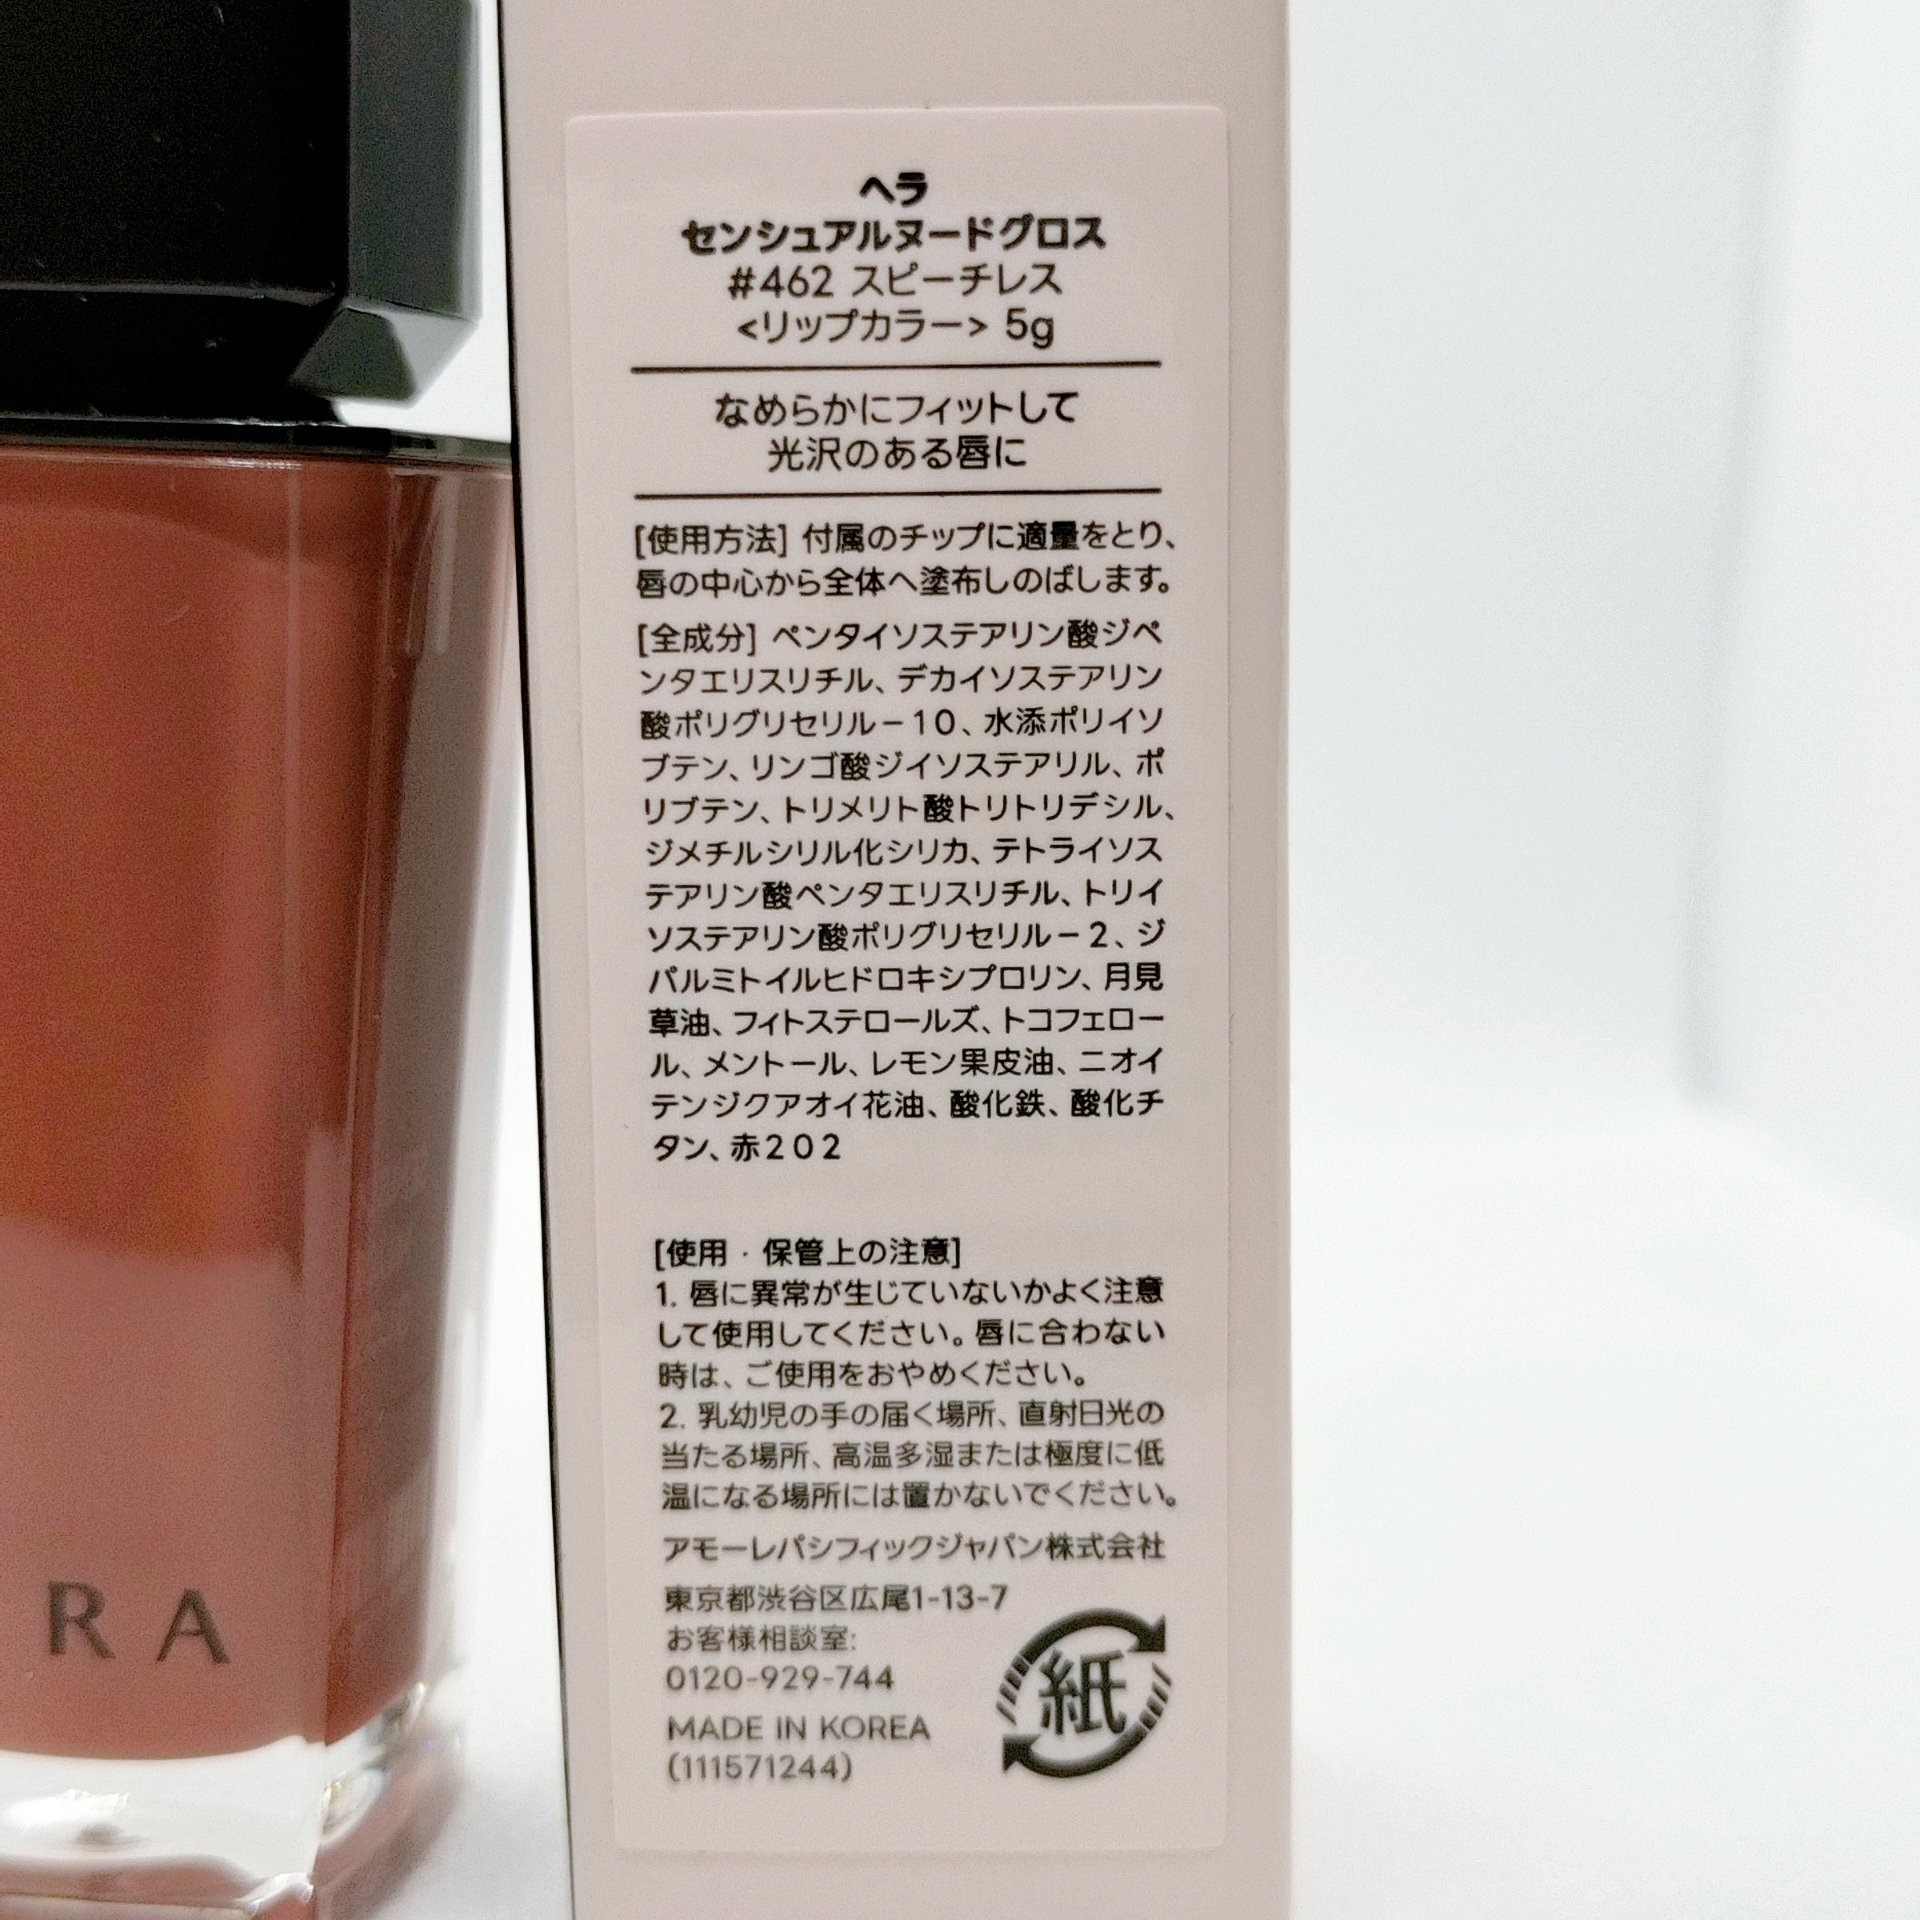 ヘラ
センシュアルヌードグロス
#462 スピーチレス
<リップカラー> 5g
なめらかにフィットして
光沢のある唇に
[使用方法] 付属のチップに適量をとり、
唇の中心から全体へ塗布しのばします。
[全成分] ペンタイソステアリン酸ジペ
ンタエリスリチル、デカイソステアリン
酸ポリグリセリルー10、水添ポリイソ
ブテン、リンゴ酸ジイソステアリル、ポ
リブテン、トリメリト酸トリトリデシル、
ジメチルシリル化シリカ、テトライソス
テアリン酸ペンタエリスリチル、トリイ
ソステアリン酸ポリグリセリルー2、ジ
パルミトイルヒドロキシプロリン、月見
草油、フィトステロールズ、トコフェロー
ル、メントール、レモン果皮油、ニオイ
テンジクアオイ花油、酸化鉄、酸化チ
タン、赤202
[使用・保管上の注意]
1. 唇に異常が生じていないかよく注意
して使用してください。唇に合わない
時は、ご使用をおやめください。
2. 乳幼児の手の届く場所、直射日光の
当たる場所、高温多湿または極度に低
温になる場所には置かないでください。
アモーレパシフィックジャパン株式会社
東京都渋谷区広尾1-13-7
お客様相談室:
0120-929-744
MADE IN KOREA
(111571244)
紙
RA